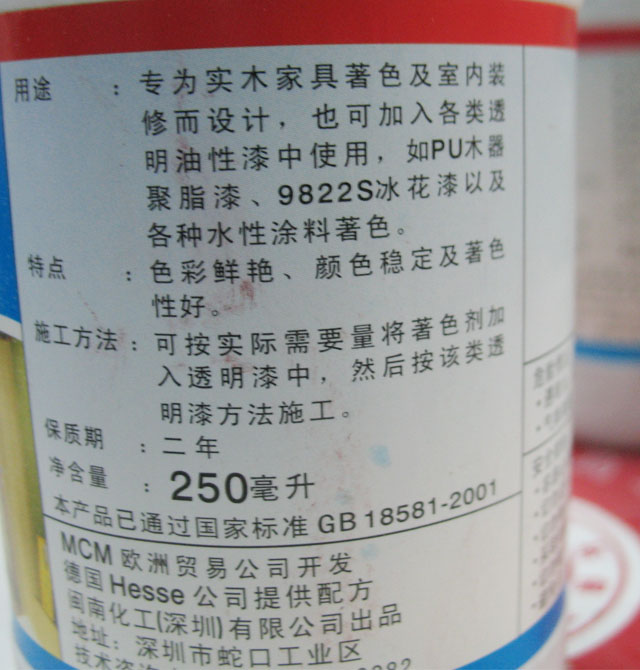 用途 : 专为实木家具著色及室内装
修而设计，也可加入各类透
明油性漆中使用，如PU木器
聚脂漆、9822S冰花漆以及
各种水性涂料著色。
特点 : 色彩鲜艳、颜色稳定及著色
性好。
施工方法 : 可按实际需要量将著色剂加
入透明漆中，然后按该类透
明漆方法施工。
保质期 : 二年
净含量 : 250毫升
本产品已通过国家标准 GB 18581-2001
MCM 欧洲贸易公司开发
德国 Hesse 公司提供配方
闽南化工(深圳)有限公司出品
地址: 深圳市蛇口工业区
技术咨询